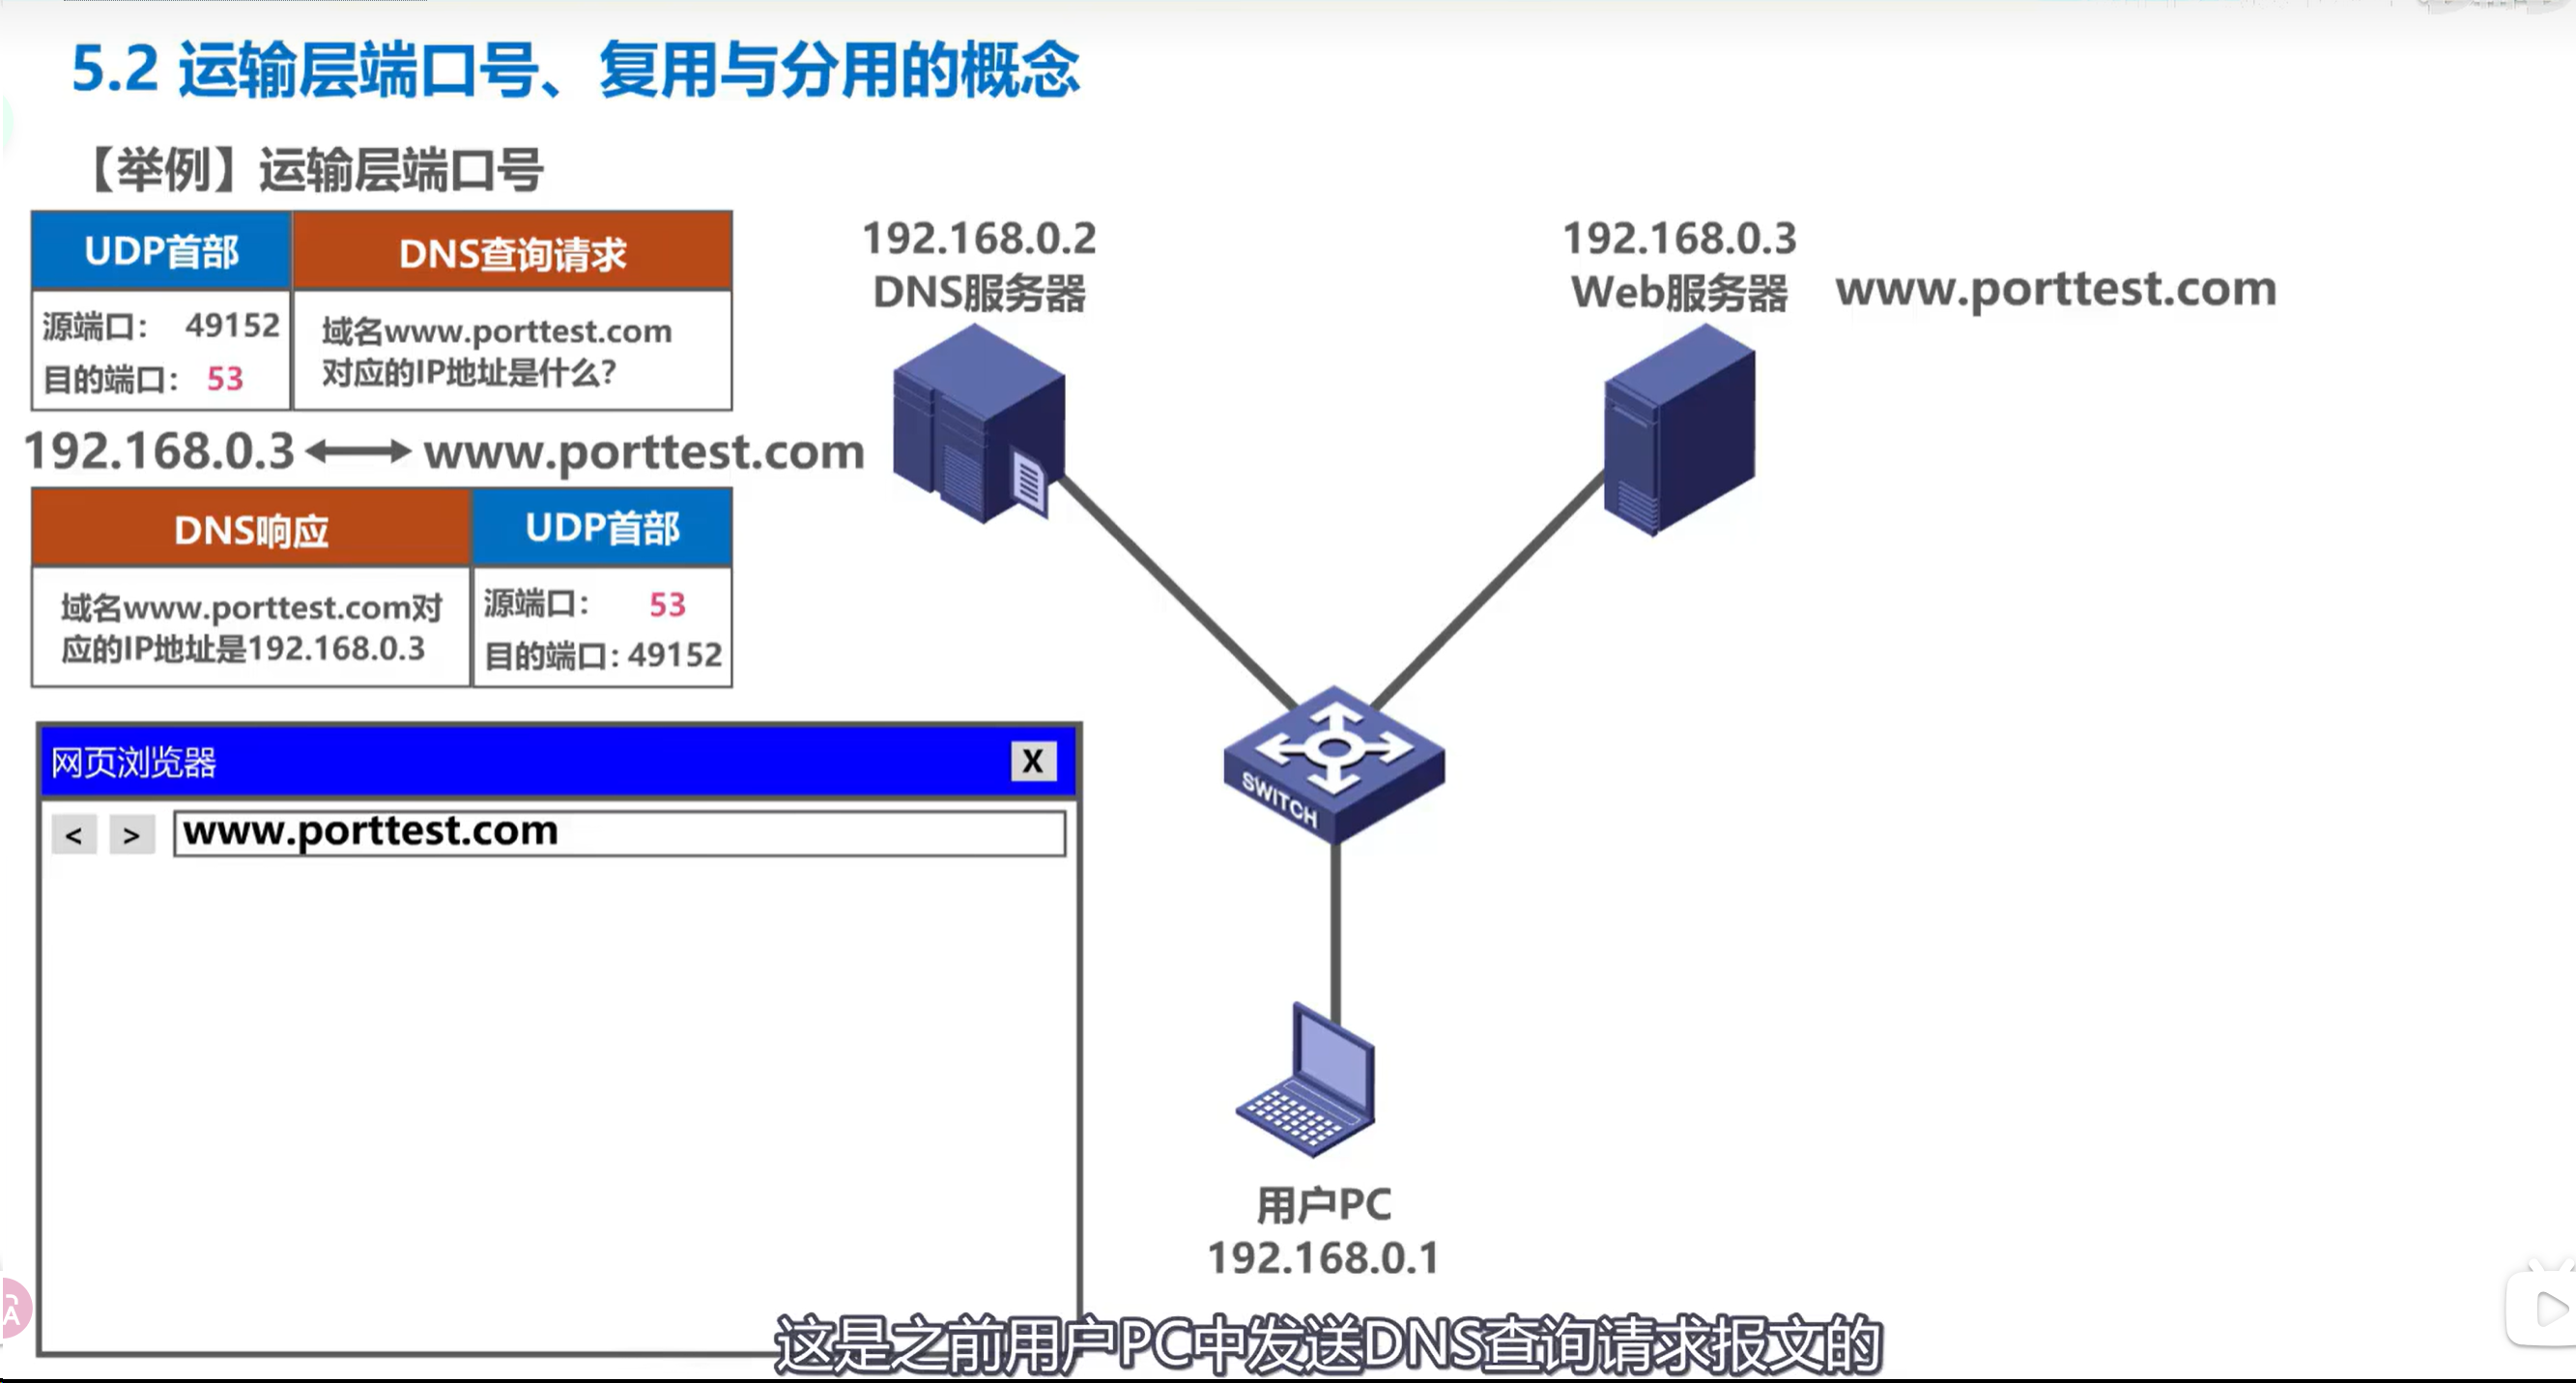 5.2 运输层端口号、复用与分用的概念
【举例】运输层端口号
UDP首部
DNS查询请求
源端口: 49152
目的端口: 53
域名www.porttest.com
对应的IP地址是什么?
192.168.0.3
www.porttest.com
DNS响应
UDP首部
域名www.porttest.com对
应的IP地址是192.168.0.3
源端口: 53
目的端口: 49152
网页浏览器
X
< >
www.porttest.com
192.168.0.2
DNS服务器
192.168.0.3
Web服务器
www.porttest.com
SWITCH
用户PC
192.168.0.1
这是之前用户PC中发送DNS查询请求报文的